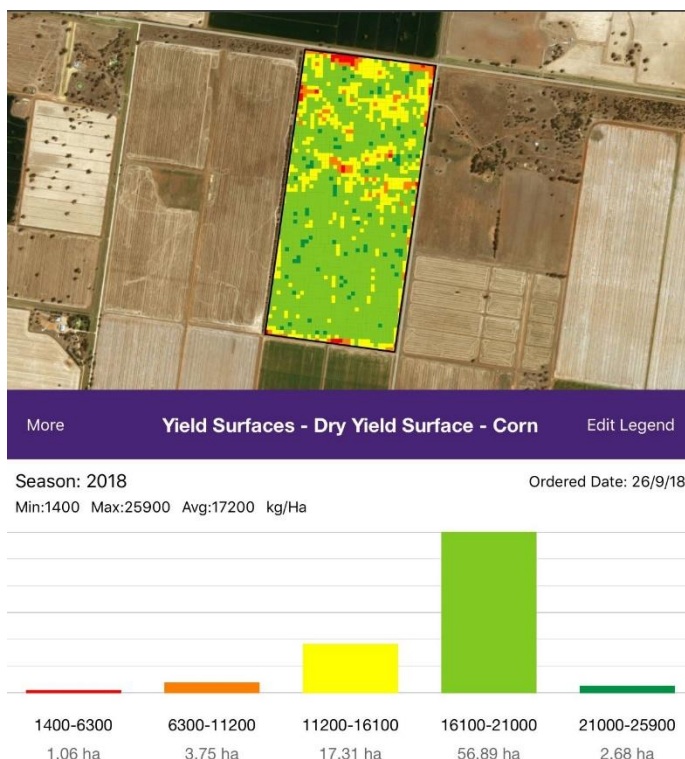 More Yield Surfaces - Dry Yield Surface - Corn Edit Legend
Season: 2018 Ordered Date: 26/9/18
Min:1400 Max:25900 Avg:17200 kg/Ha
1400-6300 6300-11200 11200-16100 16100-21000 21000-25900
1.06 ha 3.75 ha 17.31 ha 56.89 ha 2.68 ha